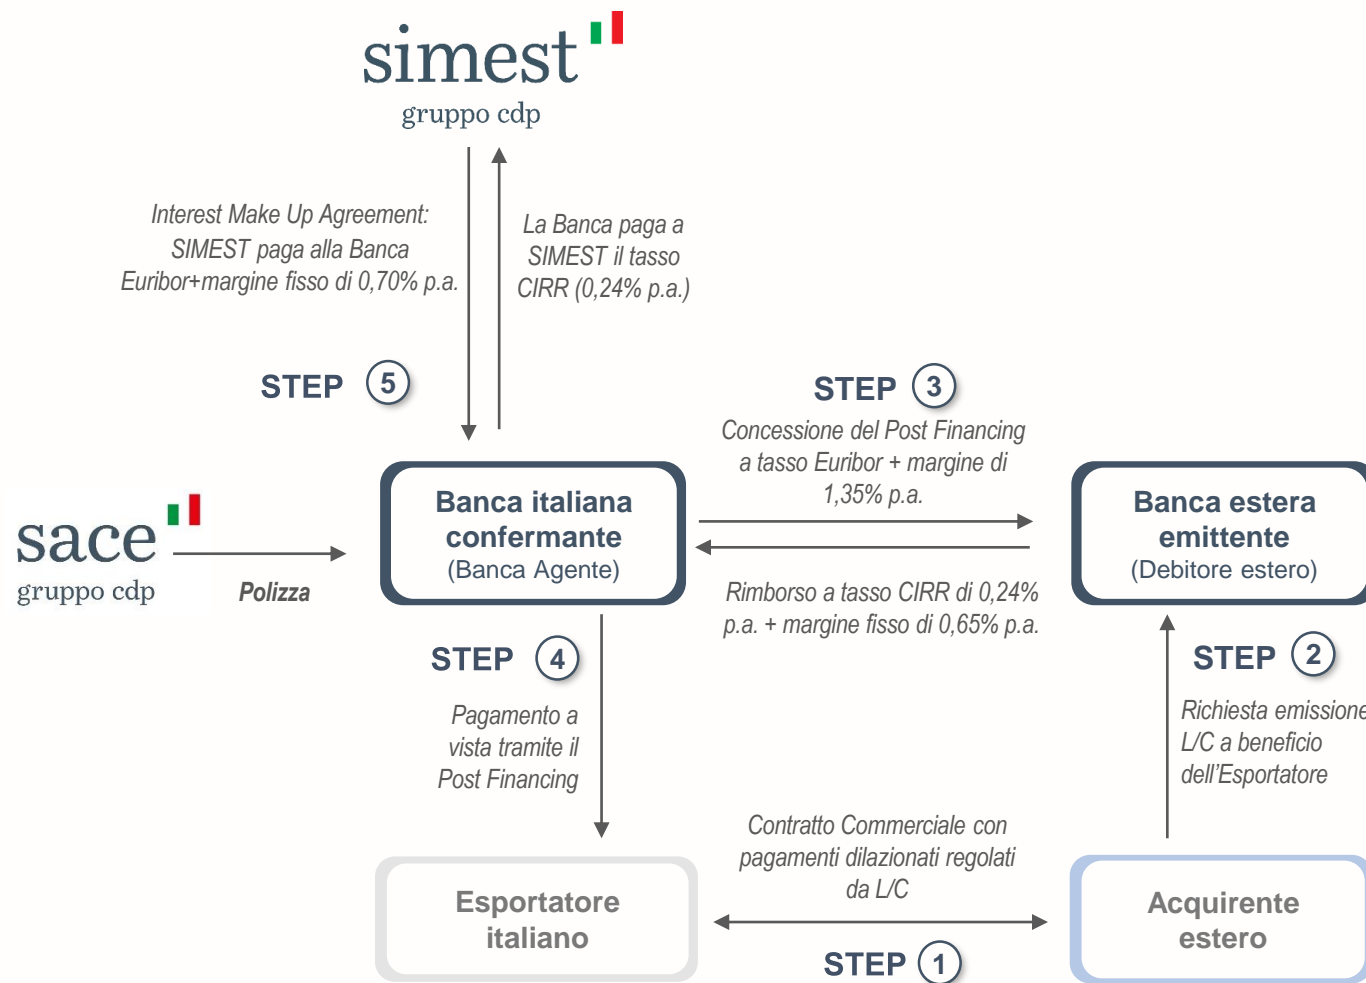 simest
gruppo cdp
Interest Make Up Agreement:
SIMEST paga alla Banca
Euribor+margine fisso di 0,70% p.a.
La Banca paga a
SIMEST il tasso
CIRR (0,24% p.a.)
STEP 5
STEP 3
Concessione del Post Financing
a tasso Euribor + margine di
1,35% p.a.
sace
gruppo cdp
Polizza
Banca italiana
confermante
(Banca Agente)
Banca estera
emittente
(Debitore estero)
Rimborso a tasso CIRR di 0,24%
p.a. + margine fisso di 0,65% p.a.
STEP 4
Pagamento a
vista tramite il
Post Financing
STEP 2
Richiesta emissione
L/C a beneficio
dell'Esportatore
Contratto Commerciale con
pagamenti dilazionati regolati
da L/C
Esportatore
italiano
Acquirente
estero
STEP 1